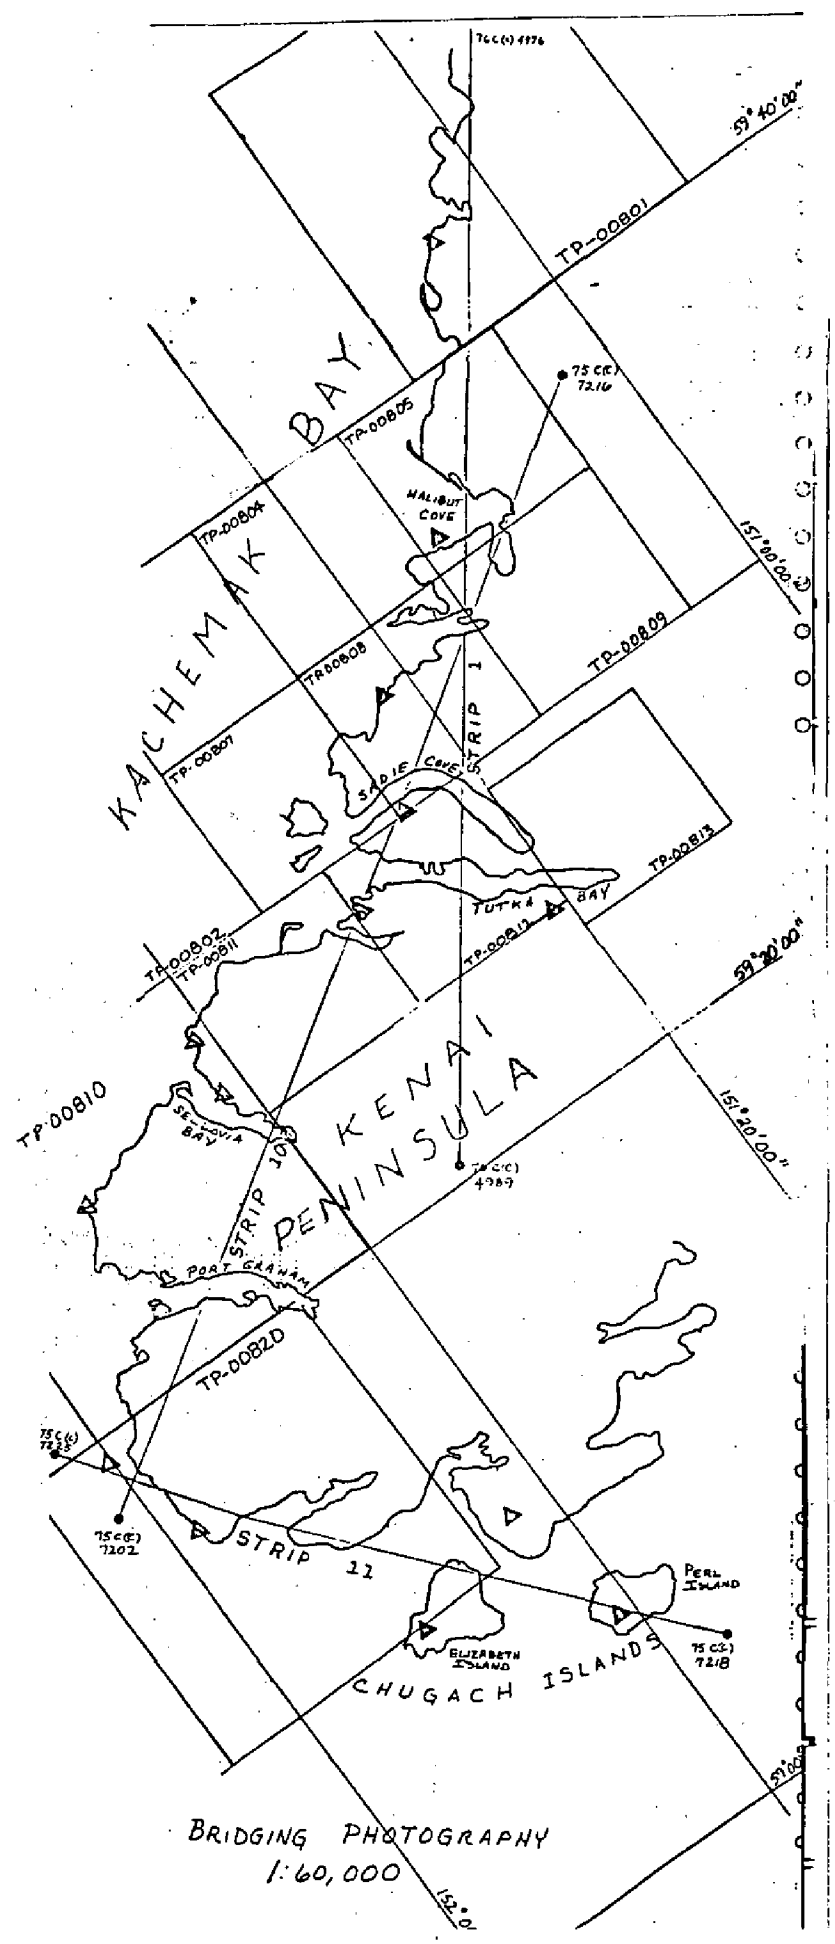 76C(C) 4976
59°40'00"
TP-00801
BAY
75C(C)
7216
TP-00805
HALIBUT
COVE
TP-00804
151°00'00"
KACHEMAK
TP-00809
TP-00808
STRIP 1
TP-00807
SADIE COVE
TP-00813
TUTKA BAY
TP-00812
TP-00802
TP-00811
59°20'00"
KENAI
PENINSULA
TP-00810
151°20'00"
SELDOVIA
BAY
4989
STRIP 10
PORT GRAHAM
TP-00820
75C(C)
7225
75C(C)
7202
STRIP 11
PERL
ISLAND
75C(C)
7218
ELIZABETH
ISLAND
CHUGACH ISLANDS
BRIDGING PHOTOGRAPHY
1:60,000
152°0'